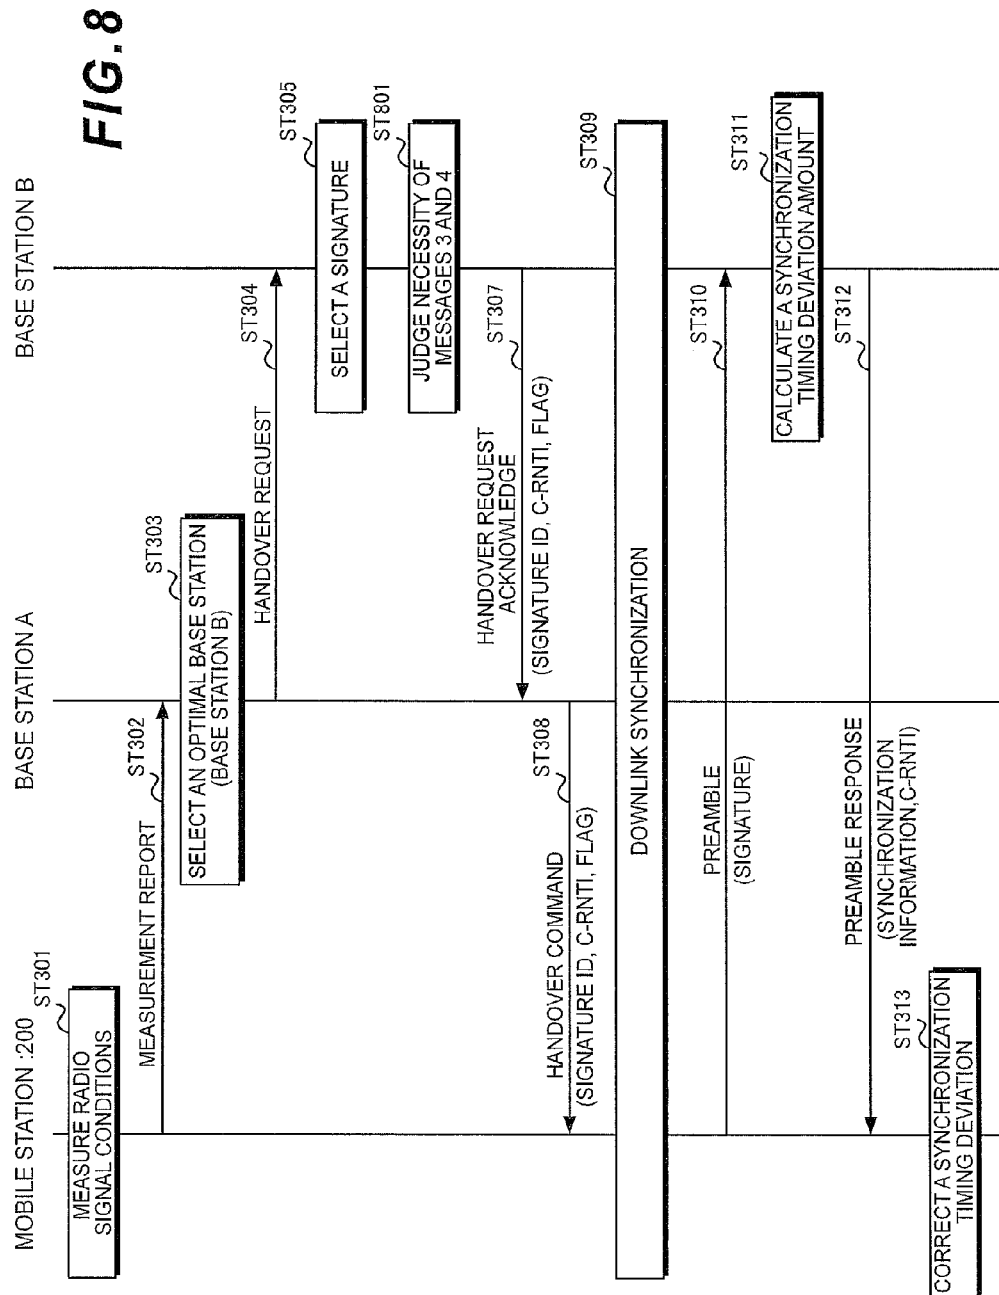 FIG. 8
MOBILE STATION :200
BASE STATION A
BASE STATION B
ST301
MEASURE RADIO
SIGNAL CONDITIONS
MEASUREMENT REPORT
ST302
ST303
SELECT AN OPTIMAL BASE STATION
(BASE STATION B)
HANDOVER REQUEST
ST304
ST305
SELECT A SIGNATURE
ST801
JUDGE NECESSITY OF
MESSAGES 3 AND 4
HANDOVER REQUEST
ACKNOWLEDGE
(SIGNATURE ID, C-RNTI, FLAG)
ST307
HANDOVER COMMAND
(SIGNATURE ID, C-RNTI, FLAG)
ST308
ST309
DOWNLINK SYNCHRONIZATION
PREAMBLE
(SIGNATURE)
ST310
ST311
CALCULATE A SYNCHRONIZATION
TIMING DEVIATION AMOUNT
PREAMBLE RESPONSE
(SYNCHRONIZATION
INFORMATION,C-RNTI)
ST312
ST313
CORRECT A SYNCHRONIZATION
TIMING DEVIATION